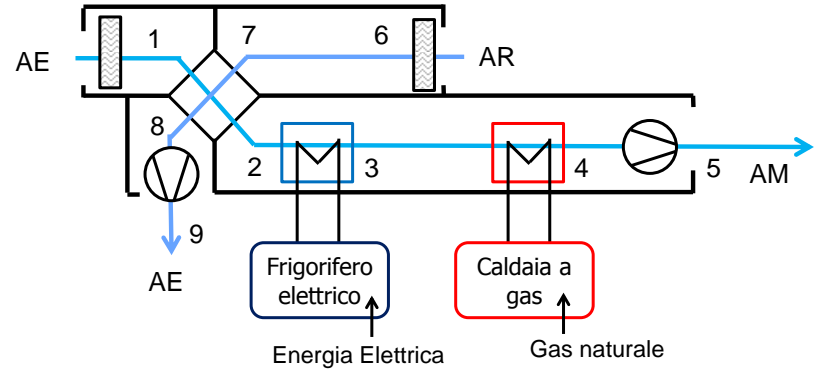 1
7
6
AE
AR
8
2
3
4
5
AM
9
AE
Frigorifero
elettrico
Caldaia a
gas
Energia Elettrica
Gas naturale